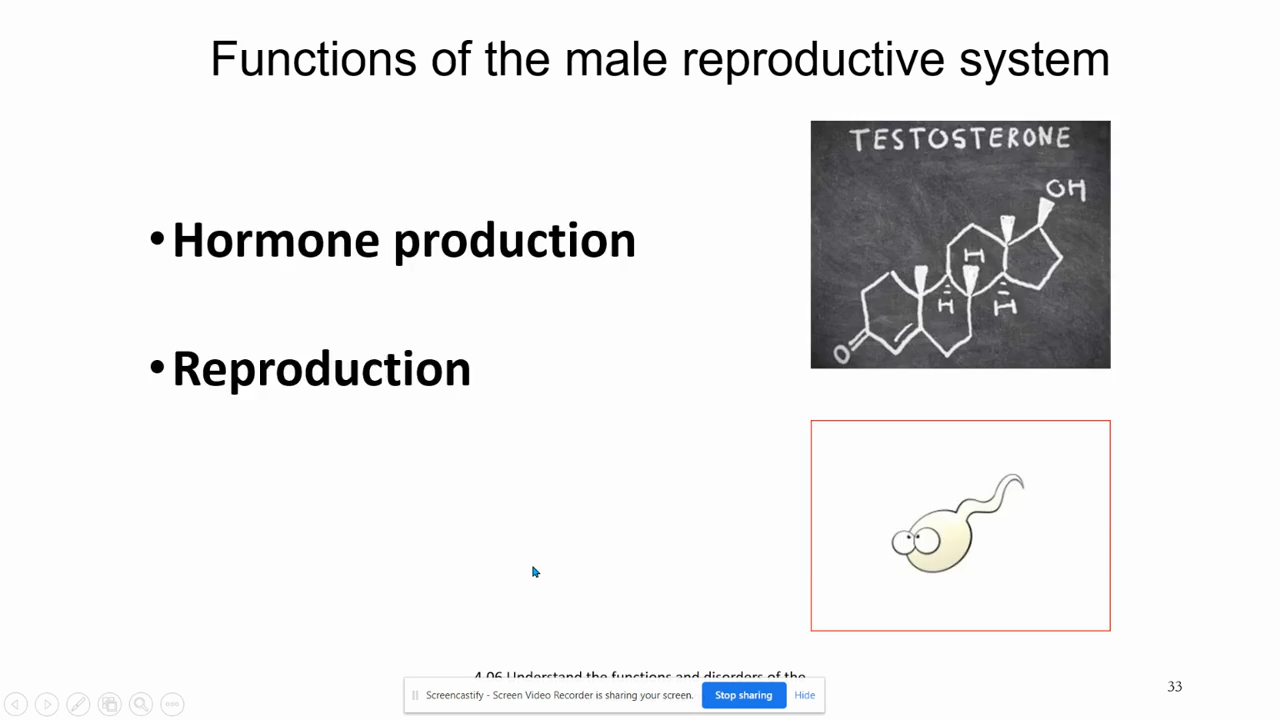 Functions of the male reproductive system
TESTOSTERONE
OH
•Hormone production
H
H
H
O
•Reproduction
4.06 Understand the functions and disorders of the
Screencastify - Screen Video Recorder is sharing your screen.
Stop sharing
Hide
33